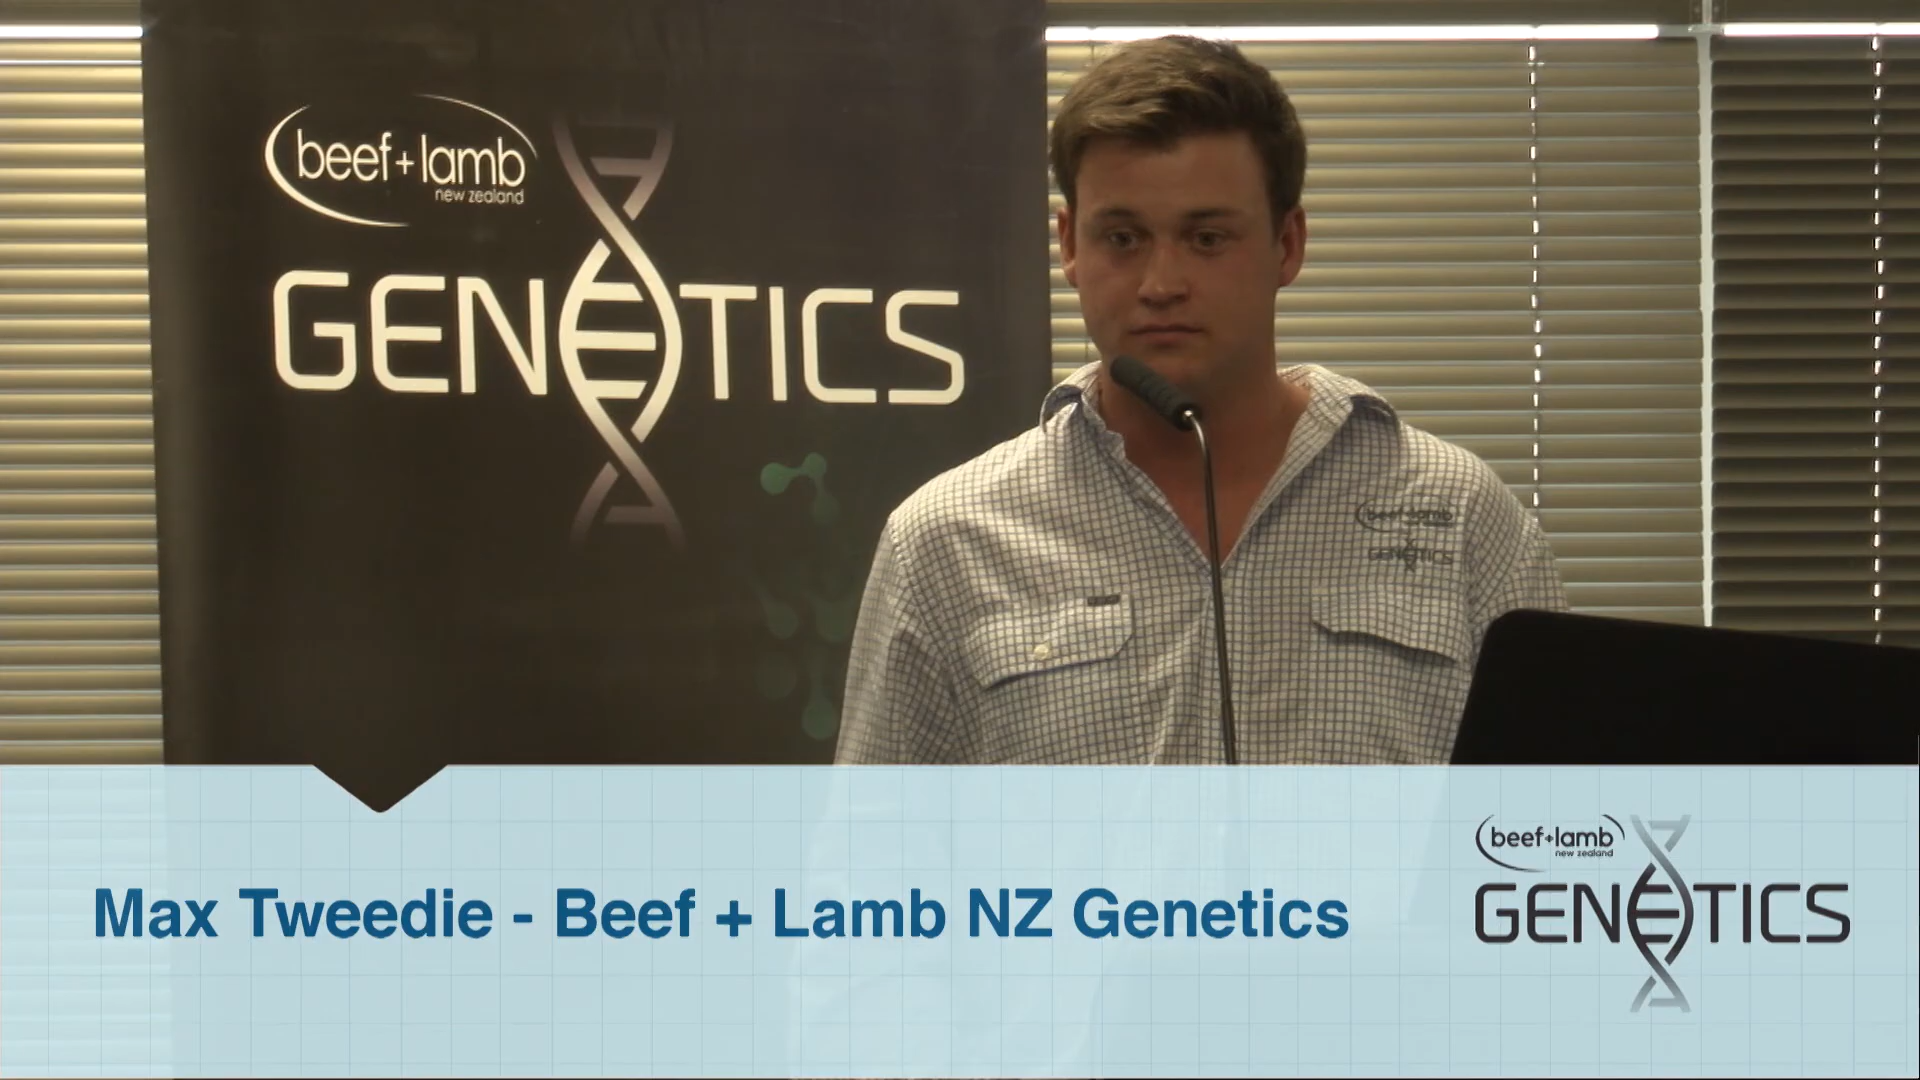 beef + lamb
new zealand
GENETICS
beef + lamb
GENETICS
Max Tweedie - Beef + Lamb NZ Genetics
beef + lamb
new zealand
GENETICS